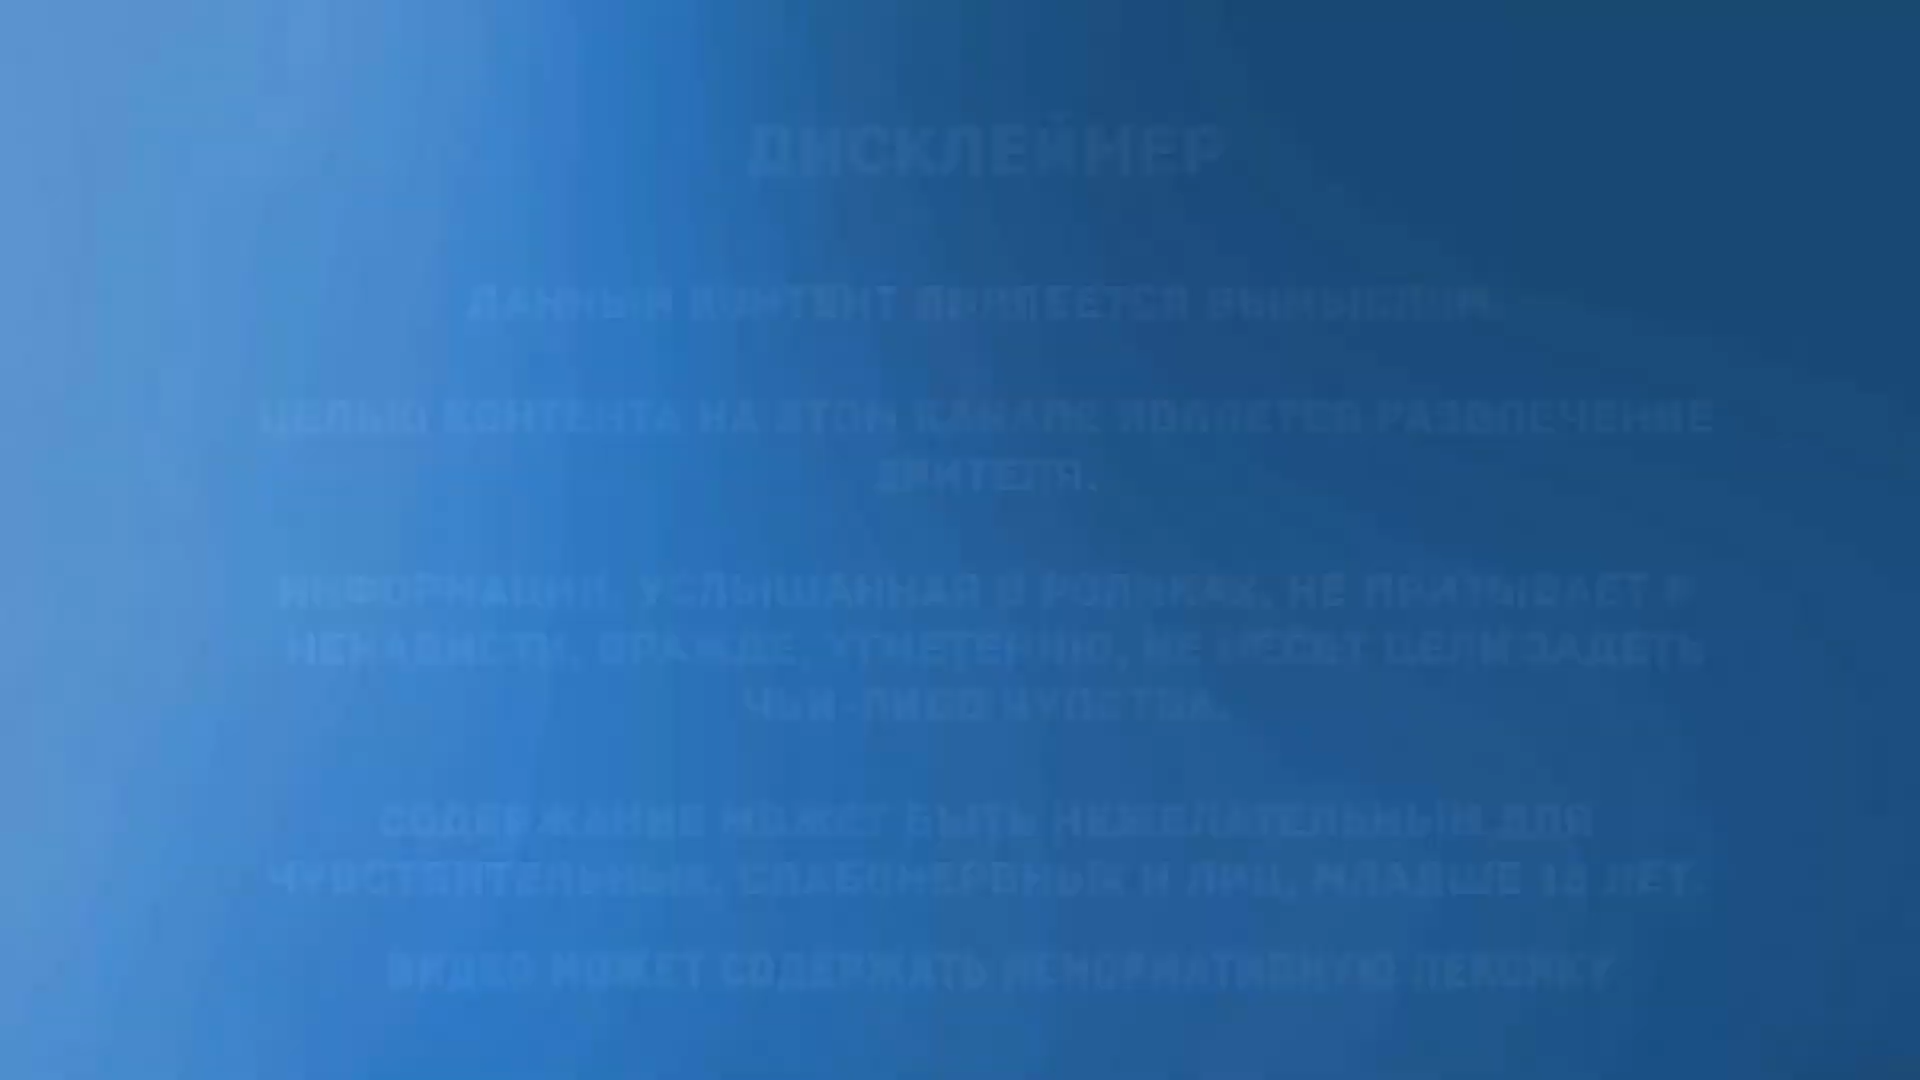 ДИСКЛЕЙМЕР
ДАННЫЙ КОНТЕНТ ЯВЛЯЕТСЯ ВЫМЫСЛОМ.
ЦЕЛЬЮ КОНТЕНТА НА ЭТОМ КАНАЛЕ ЯВЛЯЕТСЯ РАЗВЛЕЧЕНИЕ
ЗРИТЕЛЯ.
ИНФОРМАЦИЯ, УСЛЫШАННАЯ В РОЛИКАХ, НЕ ПРИЗЫВАЕТ К
НЕНАВИСТИ, ВРАЖДЕ, УГНЕТЕНИЮ, НЕ НЕСЕТ ЦЕЛИ ЗАДЕТЬ
ЧЬИ-ЛИБО ЧУВСТВА.
СОДЕРЖАНИЕ МОЖЕТ БЫТЬ НЕЖЕЛАТЕЛЬНЫМ ДЛЯ
ЧУВСТВИТЕЛЬНЫХ, СЛАБОНЕРВНЫХ И ЛИЦ, МЛАДШЕ 18 ЛЕТ.
ВИДЕО МОЖЕТ СОДЕРЖАТЬ НЕНОРМАТИВНУЮ ЛЕКСИКУ